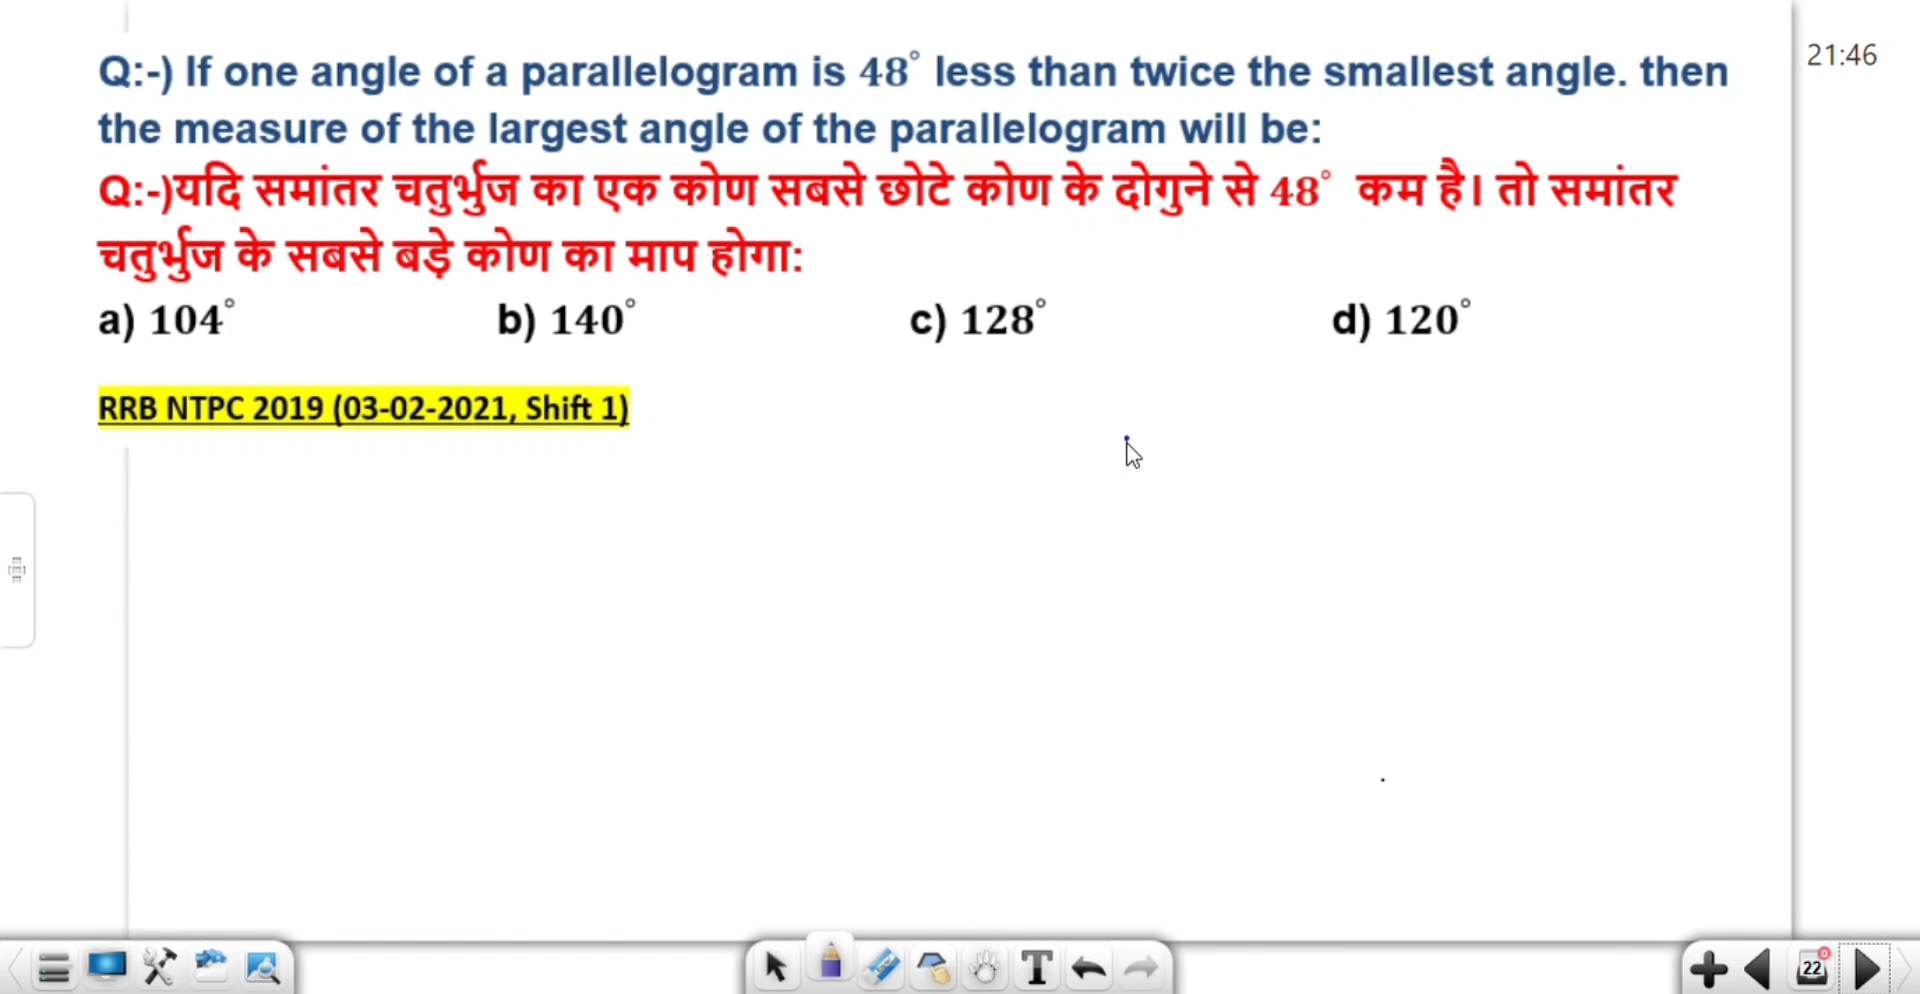 21:46
Q:-) If one angle of a parallelogram is 48° less than twice the smallest angle. then
the measure of the largest angle of the parallelogram will be:
Q:-)यदि समांतर चतुर्भुज का एक कोण सबसे छोटे कोण के दोगुने से 48° कम है। तो समांतर
चतुर्भुज के सबसे बड़े कोण का माप होगा:
a) 104° b) 140° c) 128° d) 120°
RRB NTPC 2019 (03-02-2021, Shift 1)
T 22 0